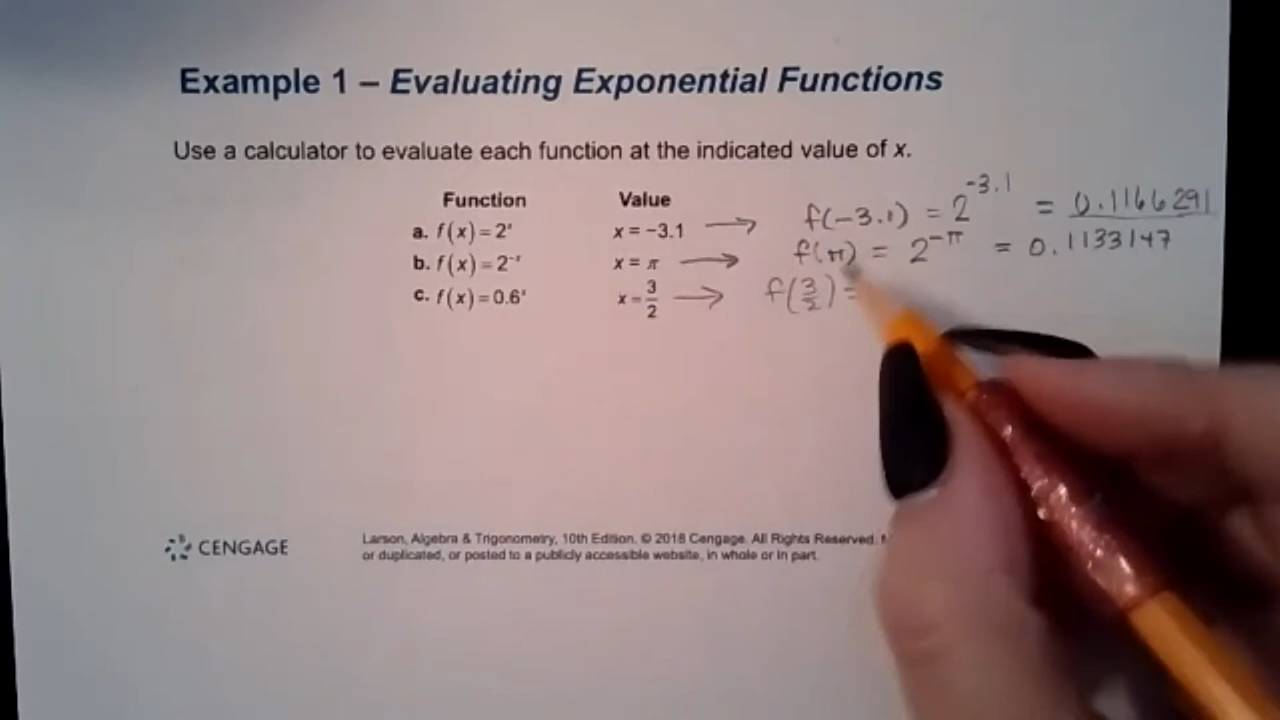 Example 1 – Evaluating Exponential Functions
Use a calculator to evaluate each function at the indicated value of x.
Function Value
a. f(x) = 2ˣ x = −3.1 → f(−3.1) = 2^−3.1 = 0.1166291
b. f(x) = 2⁻ˣ x = π → f(π) = 2^−π = 0.1133147
c. f(x) = 0.6ˣ x = 3/2 → f(3/2) =
CENGAGE
Larson, Algebra & Trigonometry, 10th Edition. © 2018 Cengage. All Rights Reserved.
or duplicated, or posted to a publicly accessible website, in whole or in part.